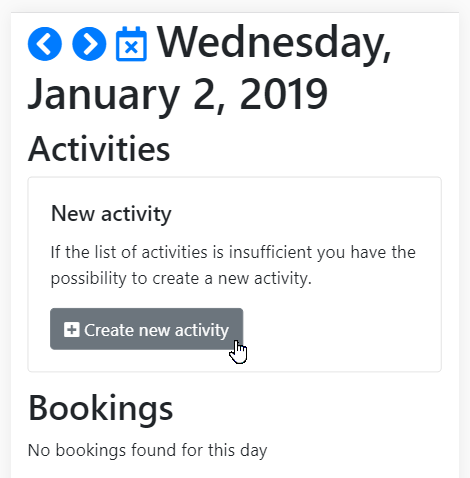 Wednesday,
January 2, 2019
Activities
New activity
If the list of activities is insufficient you have the
possibility to create a new activity.
Create new activity
Bookings
No bookings found for this day